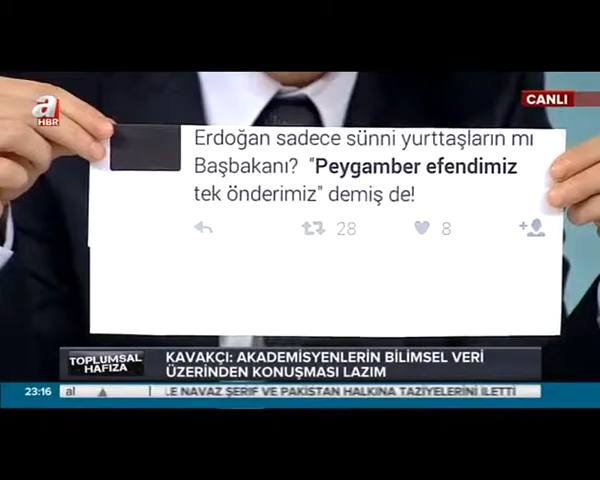 a
HBR
CANLI
Erdoğan sadece sünni yurttaşların mı
Başbakanı? "Peygamber efendimiz
tek önderimiz" demiş de!
28
8
TOPLUMSAL
HAFIZA
KAVAKÇI: AKADEMİSYENLERİN BİLİMSEL VERİ
ÜZERİNDEN KONUŞMASI LAZIM
23:16
al
LE NAVAZ ŞERİF VE PAKİSTAN HALKINA TAZİYELERİNİ İLETTİ